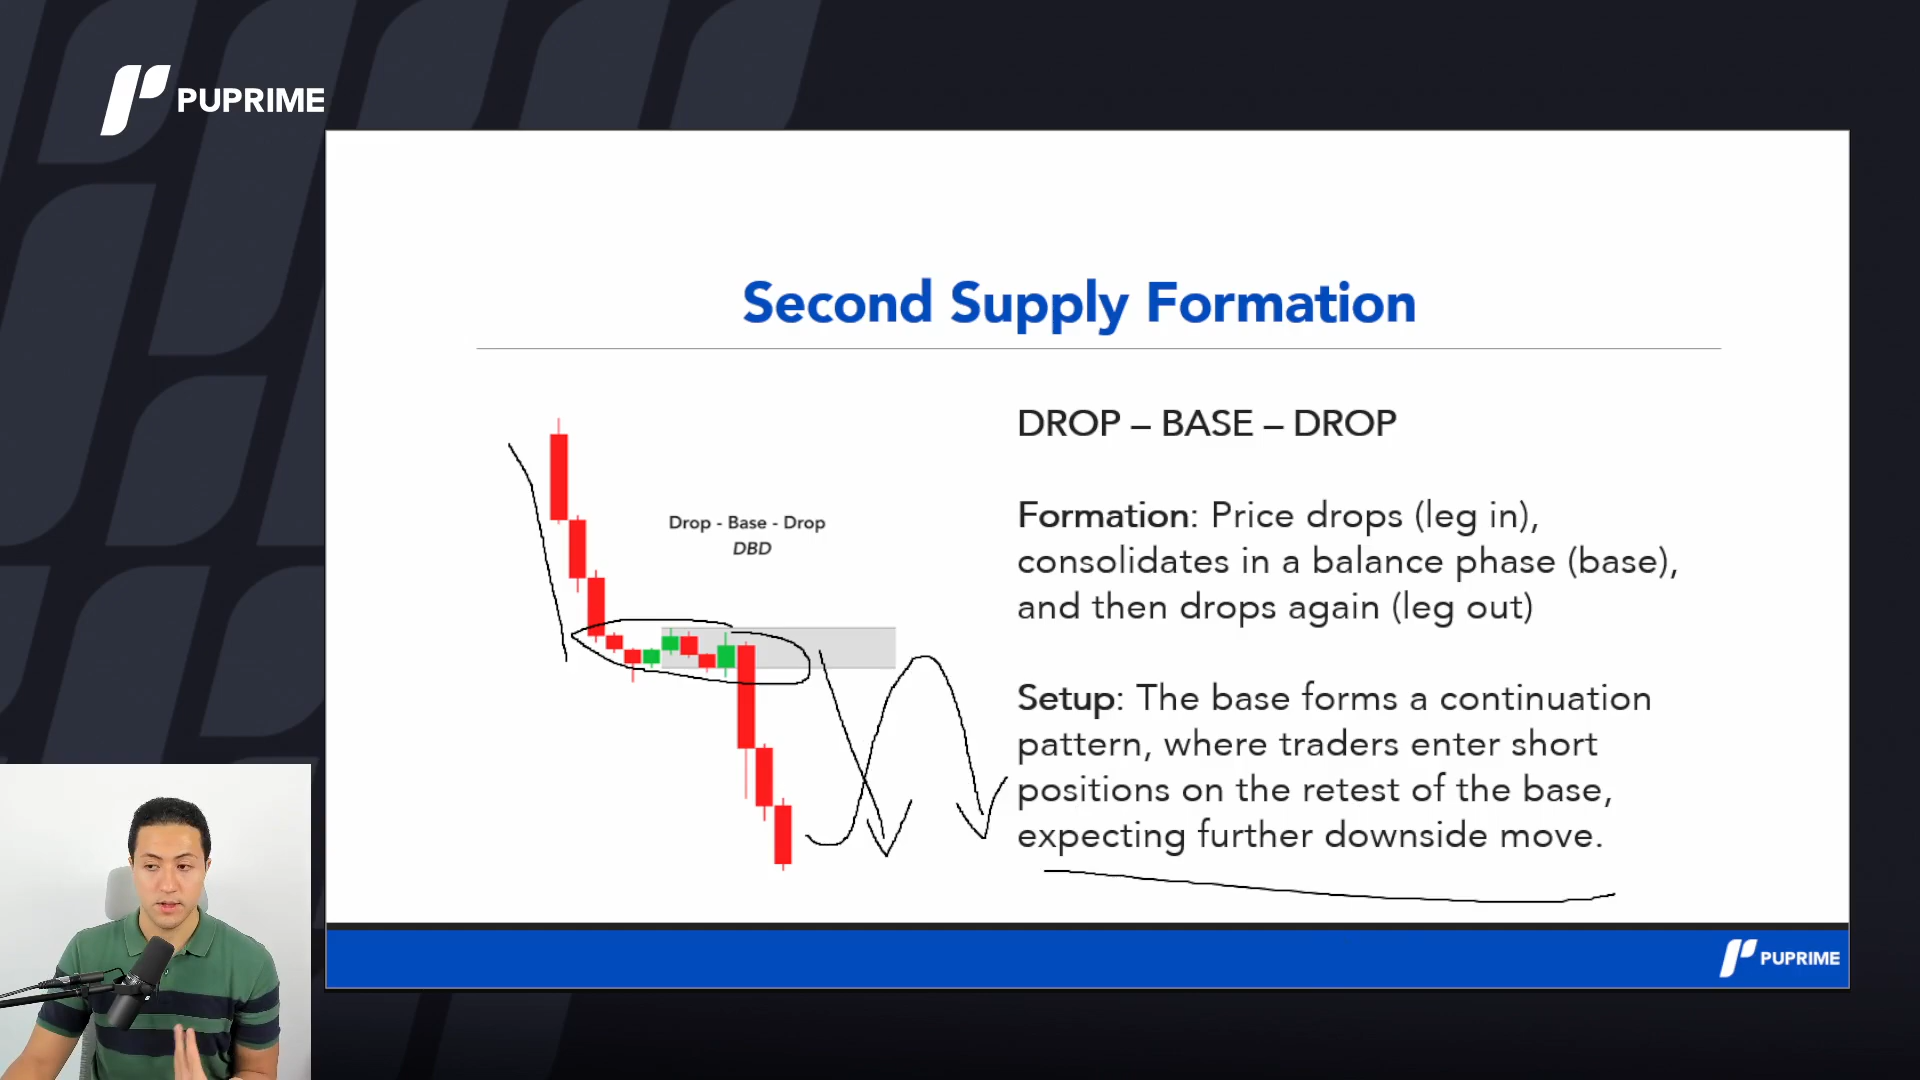 PUPRIME
Second Supply Formation
Drop - Base - Drop
DBD
DROP – BASE – DROP
Formation: Price drops (leg in),
consolidates in a balance phase (base),
and then drops again (leg out)
Setup: The base forms a continuation
pattern, where traders enter short
positions on the retest of the base,
expecting further downside move.
PUPRIME